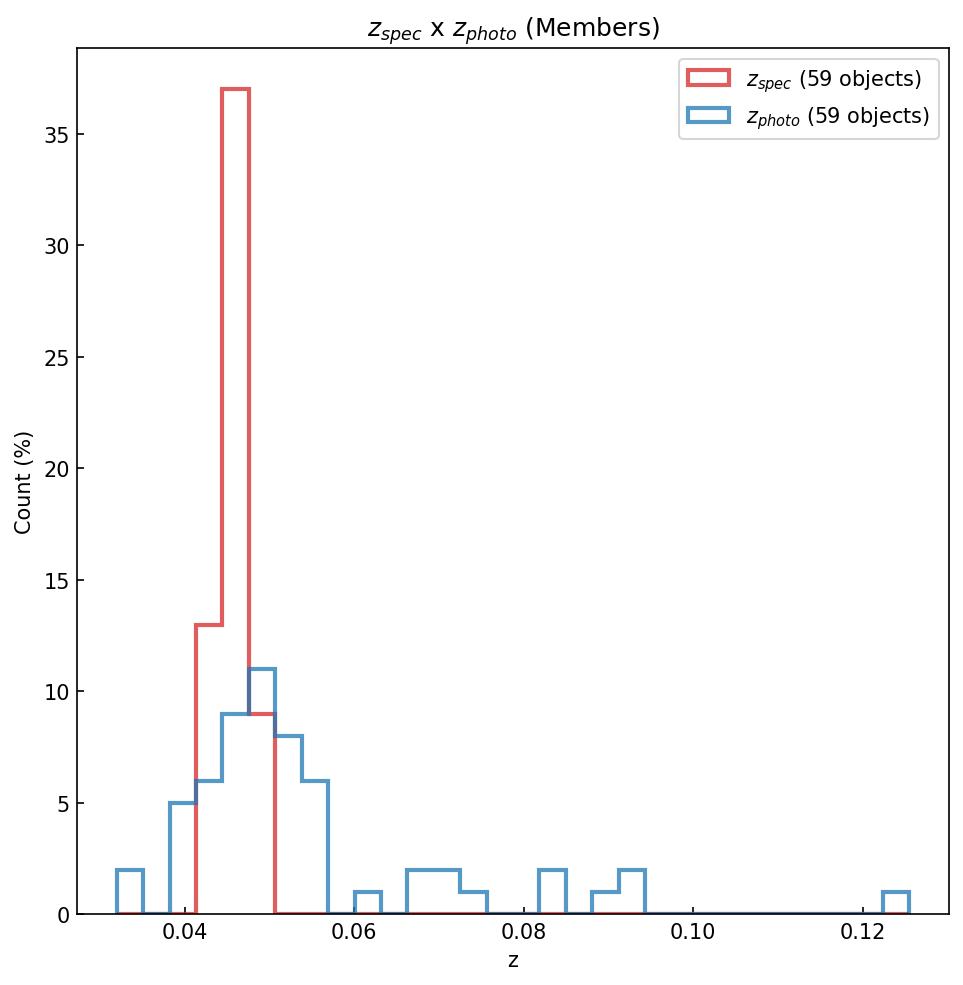 z_spec x z_photo (Members)
z_spec (59 objects)
z_photo (59 objects)
Count (%)
35
30
25
20
15
10
5
0
0.04 0.06 0.08 0.10 0.12
z